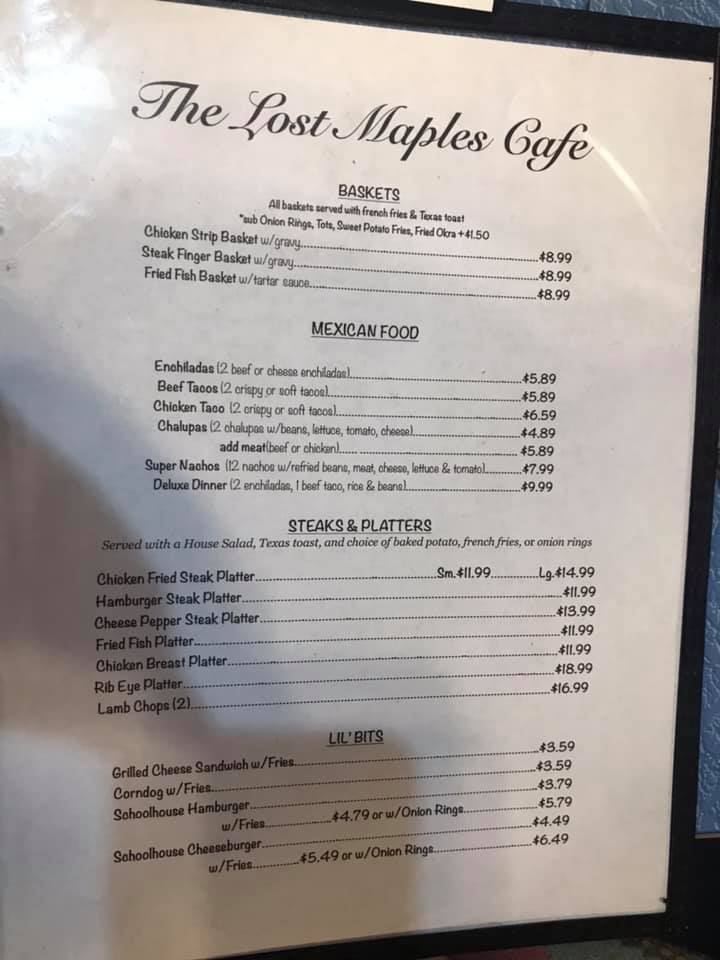 The Lost Maples Cafe
BASKETS
All baskets served with french fries & Texas toast
*sub Onion Rings, Tots, Sweet Potato Fries, Fried Okra +$1.50
Chicken Strip Basket w/gravy....$8.99
Steak Finger Basket w/gravy....$8.99
Fried Fish Basket w/tartar sauce....$8.99
MEXICAN FOOD
Enchiladas (2 beef or cheese enchiladas)....$5.89
Beef Tacos (2 crispy or soft tacos)....$5.89
Chicken Taco (2 crispy or soft tacos)....$6.59
Chalupas (2 chalupas w/beans, lettuce, tomato, cheese)....$4.89
add meat(beef or chicken)..... ....$5.89
Super Nachos (12 nachos w/refried beans, meat, cheese, lettuce & tomato)....$7.99
Deluxe Dinner (2 enchiladas, 1 beef taco, rice & beans)....$9.99
STEAKS & PLATTERS
Served with a House Salad, Texas toast, and choice of baked potato, french fries, or onion rings
Chicken Fried Steak Platter....Sm.$11.99....Lg.$14.99
Hamburger Steak Platter....$11.99
Cheese Pepper Steak Platter....$13.99
Fried Fish Platter....$11.99
Chicken Breast Platter....$11.99
Rib Eye Platter....$18.99
Lamb Chops (2)....$16.99
LIL' BITS
Grilled Cheese Sandwich w/Fries....$3.59
Corndog w/Fries....$3.59
Schoolhouse Hamburger....$3.79
w/Fries....$4.79 or w/Onion Rings....$5.79
Schoolhouse Cheeseburger....$4.49
w/Fries....$5.49 or w/Onion Rings....$6.49